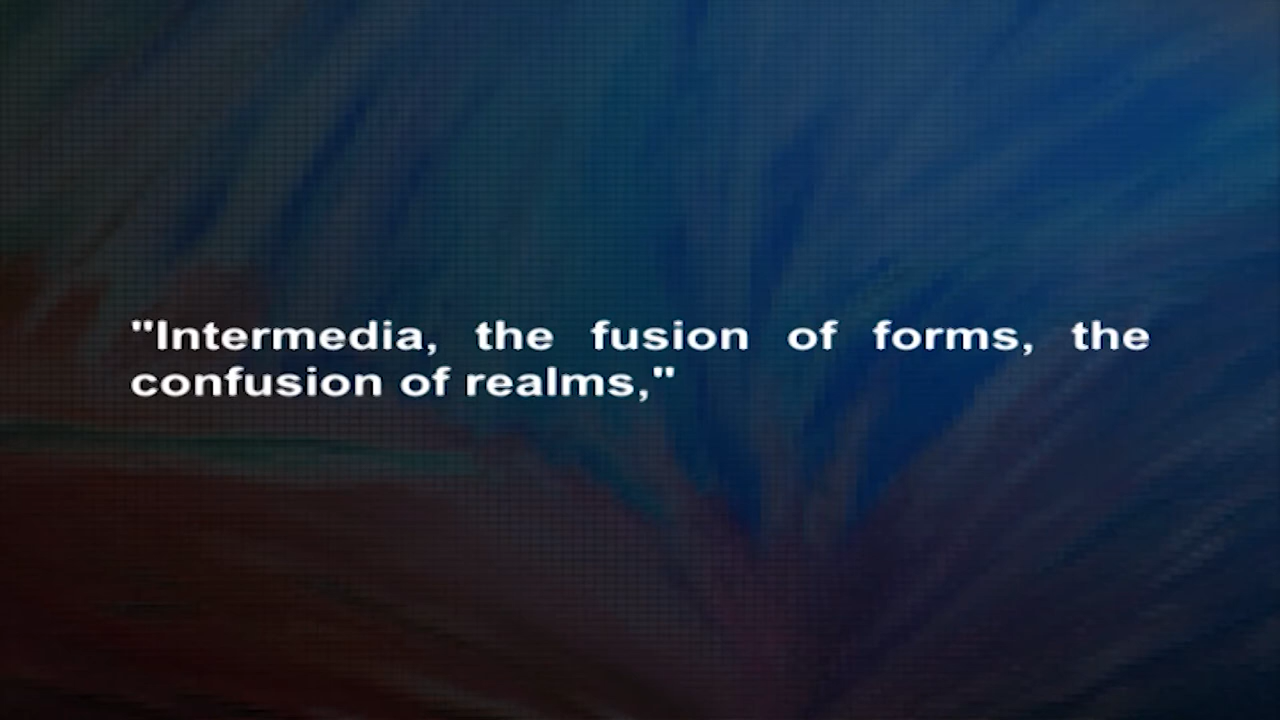 "Intermedia, the fusion of forms, the
confusion of realms,"